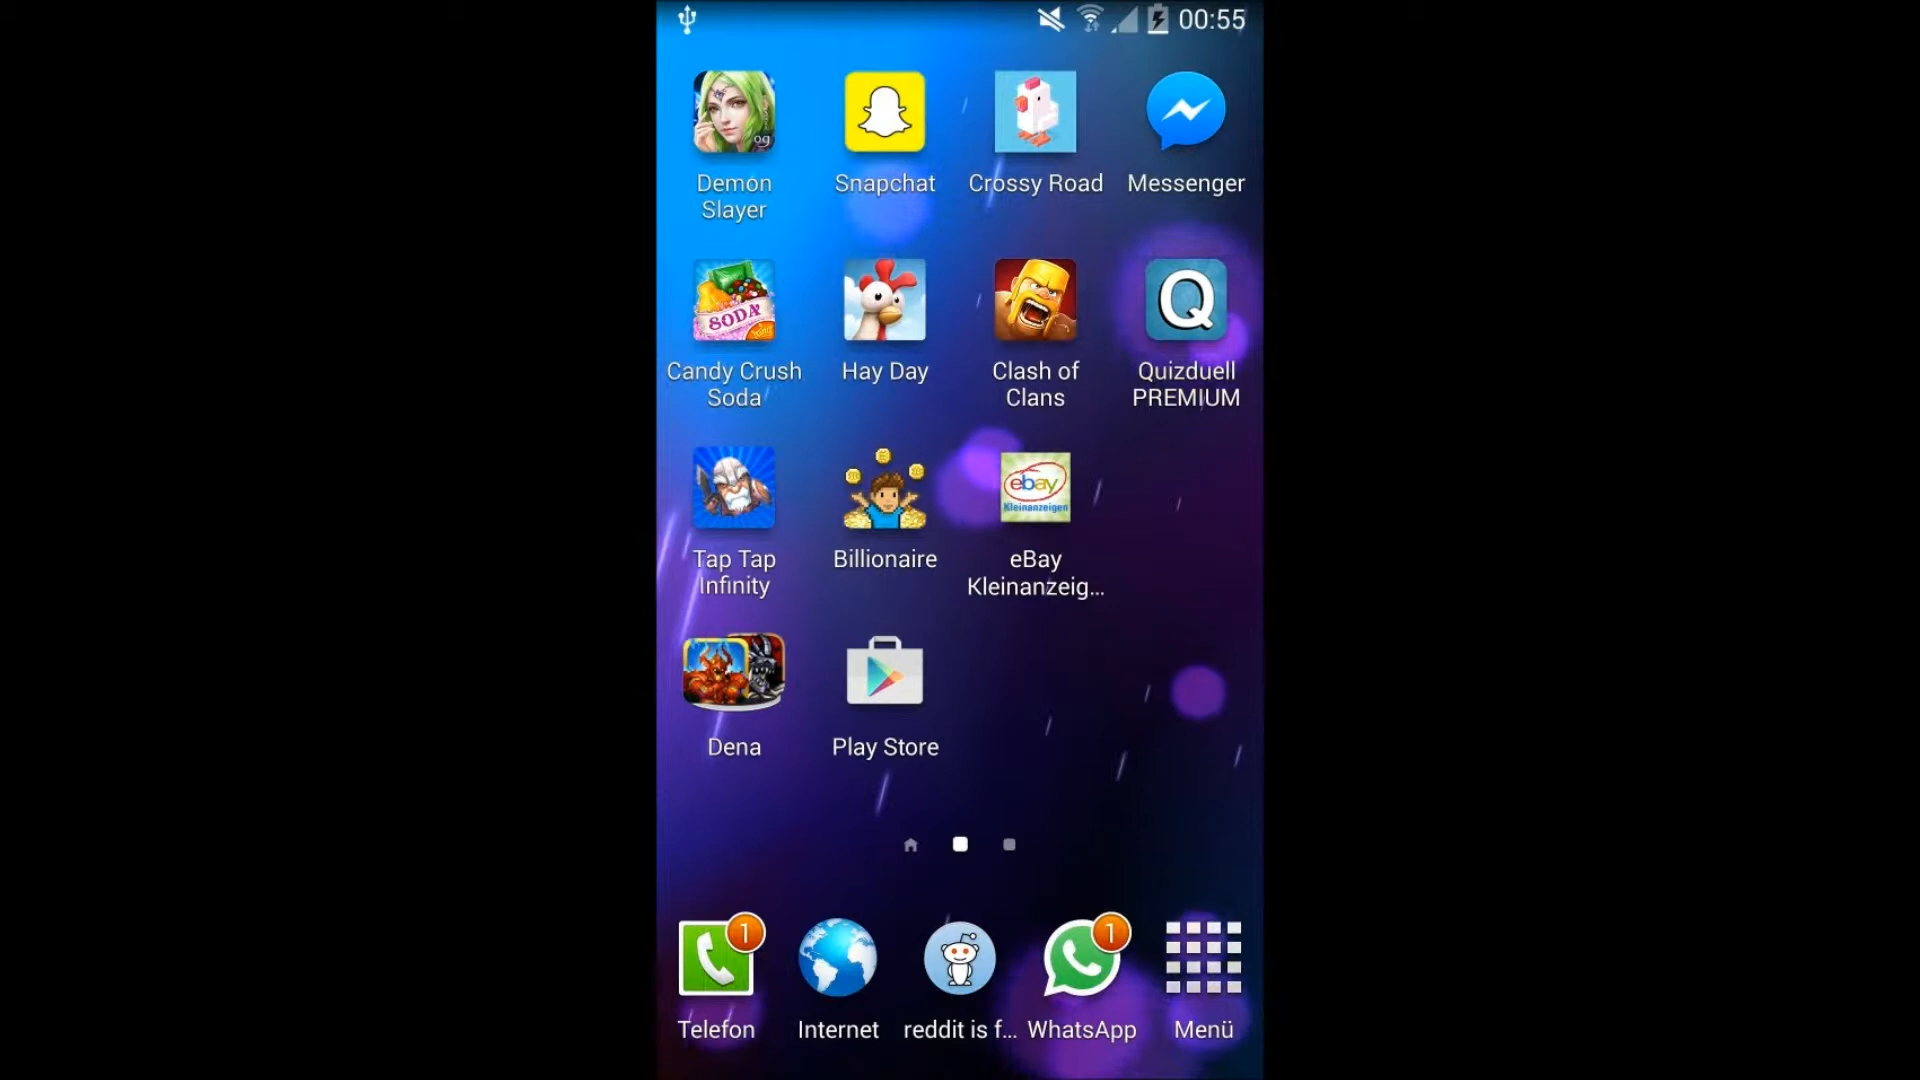 00:55
og
Demon
Slayer
Snapchat
Crossy Road
Messenger
SODA
King
Candy Crush
Soda
Hay Day
Clash of
Clans
Q
Quizduell
PREMIUM
Tap Tap
Infinity
Billionaire
ebay
Kleinanzeigen
eBay
Kleinanzeig...
Dena
Play Store
1
Telefon
Internet
reddit is f...
1
WhatsApp
Menü